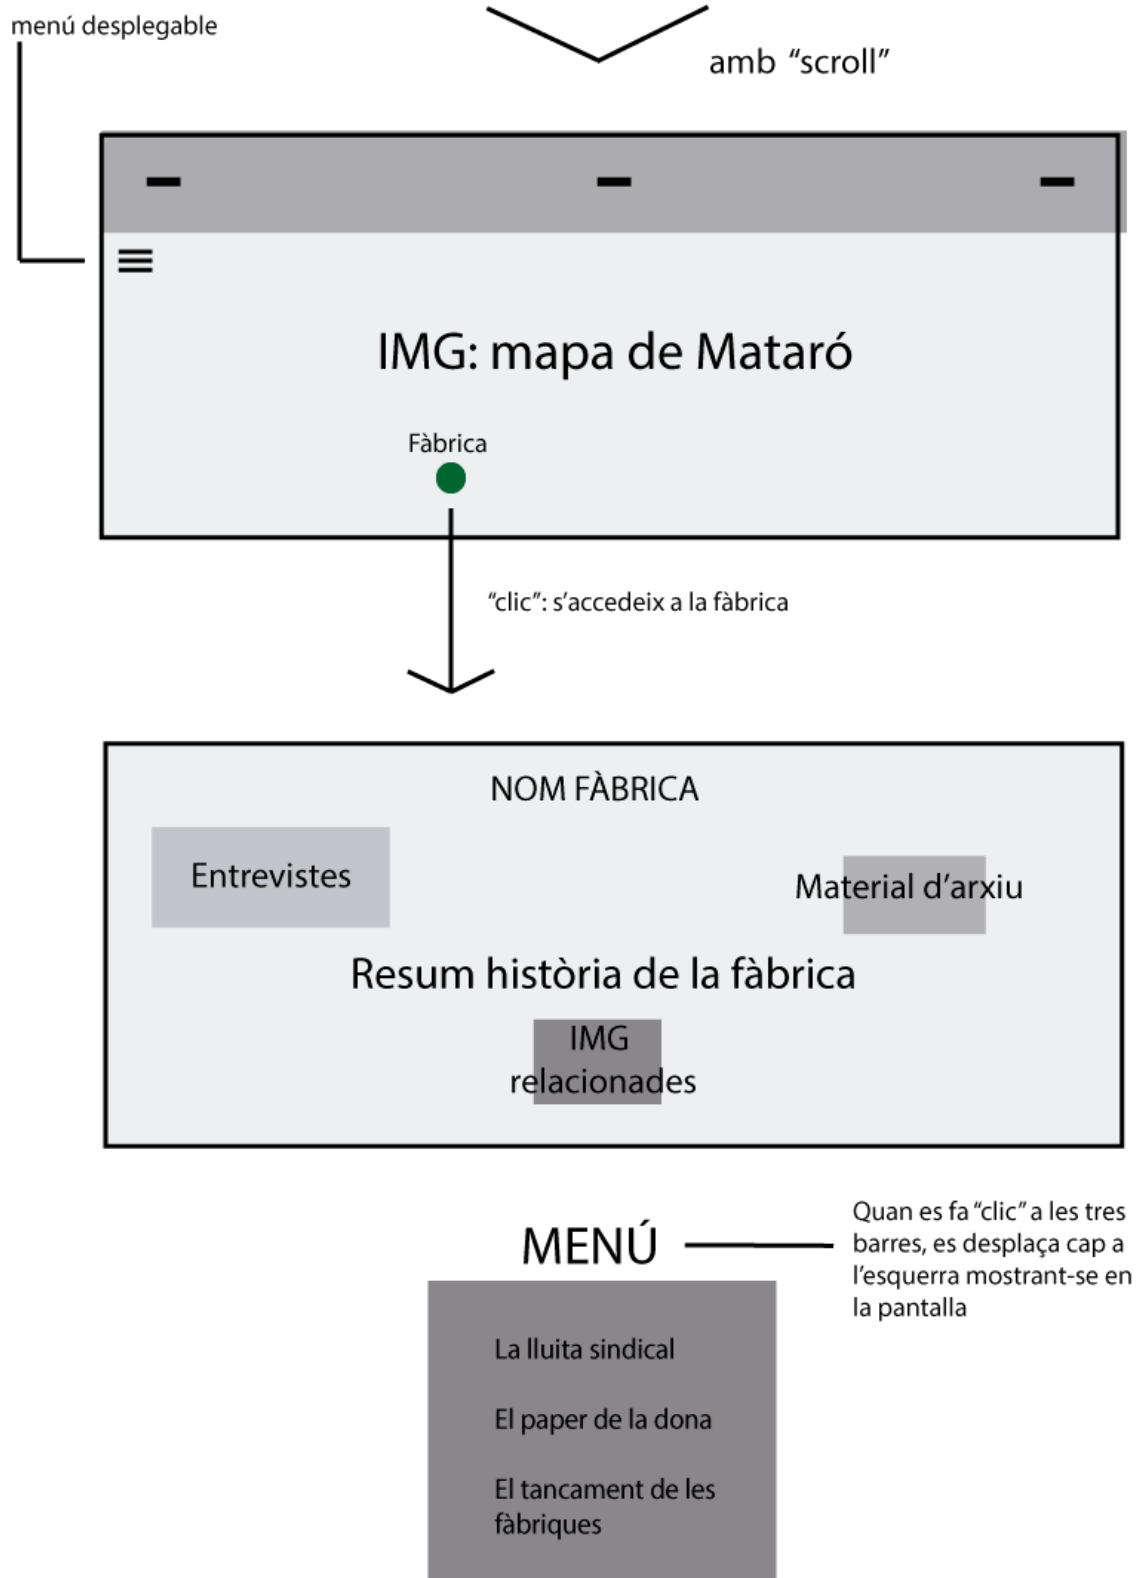 menú desplegable
amb “scroll”
IMG: mapa de Mataró
Fàbrica
“clic”: s’accedeix a la fàbrica
NOM FÀBRICA
Entrevistes
Material d’arxiu
Resum història de la fàbrica
IMG
relacionades
MENÚ
Quan es fa “clic” a les tres
barres, es desplaça cap a
l’esquerra mostrant-se en
la pantalla
La lluita sindical
El paper de la dona
El tancament de les
fàbriques